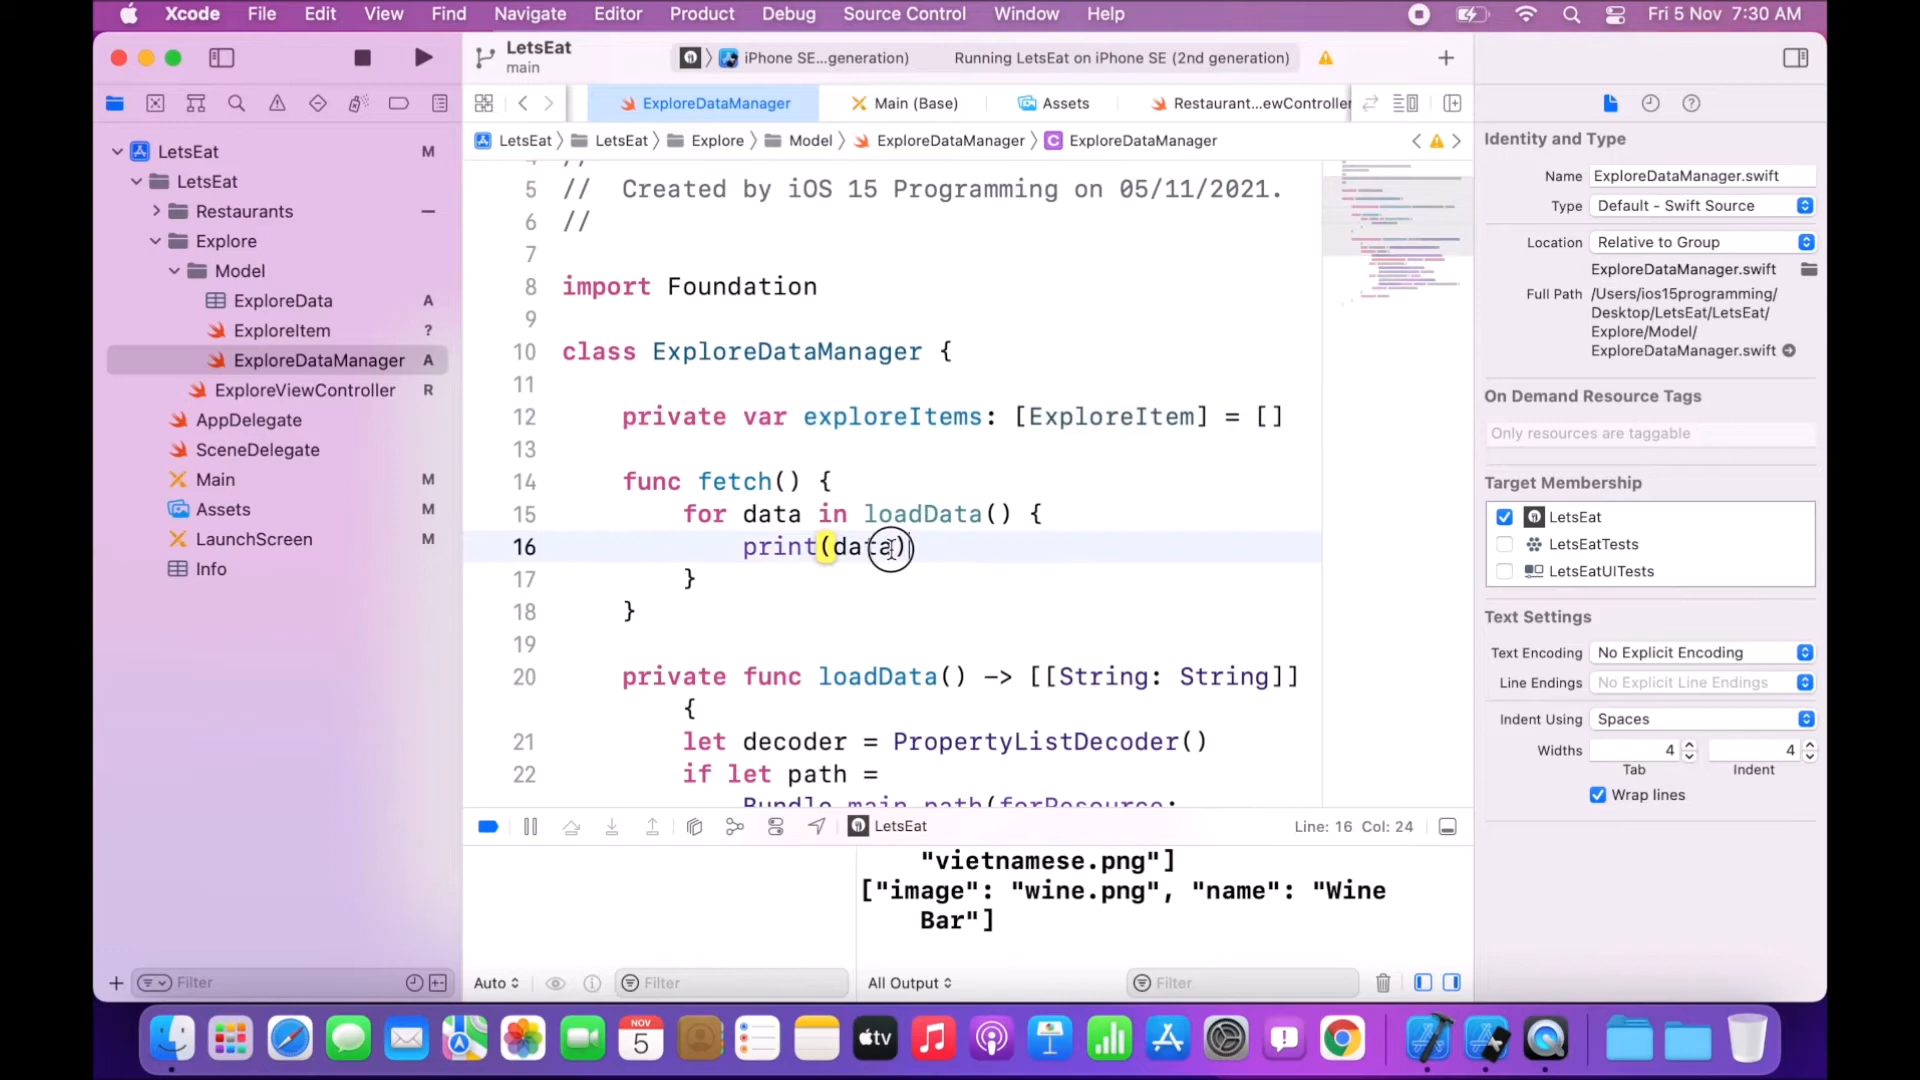 Xcode File Edit View Find Navigate Editor Product Debug Source Control Window Help Fri 5 Nov 7:30 AM
LetsEat
main
iPhone SE...generation)
Running LetsEat on iPhone SE (2nd generation)
ExploreDataManager
Main (Base)
Assets
Restaurant...ewController
LetsEat LetsEat Explore Model ExploreDataManager C ExploreDataManager
LetsEat M
LetsEat
Restaurants
Explore
Model
ExploreData A
ExploreItem ?
ExploreDataManager A
ExploreViewController R
AppDelegate
SceneDelegate
Main M
Assets M
LaunchScreen M
Info
Filter
5 // Created by iOS 15 Programming on 05/11/2021.
6 //
7
8 import Foundation
9
10 class ExploreDataManager {
11
12 private var exploreItems: [ExploreItem] = []
13
14 func fetch() {
15 for data in loadData() {
16 print(data)
17 }
18 }
19
20 private func loadData() -> [[String: String]]
{
21 let decoder = PropertyListDecoder()
22 if let path =
Bundle.main.path(forResource:
LetsEat
Line: 16 Col: 24
"vietnamese.png"]
["image": "wine.png", "name": "Wine
Bar"]
Auto
Filter
All Output
Filter
Identity and Type
Name ExploreDataManager.swift
Type Default - Swift Source
Location Relative to Group
ExploreDataManager.swift
Full Path /Users/ios15programming/
Desktop/LetsEat/LetsEat/
Explore/Model/
ExploreDataManager.swift
On Demand Resource Tags
Only resources are taggable
Target Membership
LetsEat
LetsEatTests
LetsEatUITests
Text Settings
Text Encoding No Explicit Encoding
Line Endings No Explicit Line Endings
Indent Using Spaces
Widths 4 4
Tab Indent
Wrap lines
NOV
5
tv